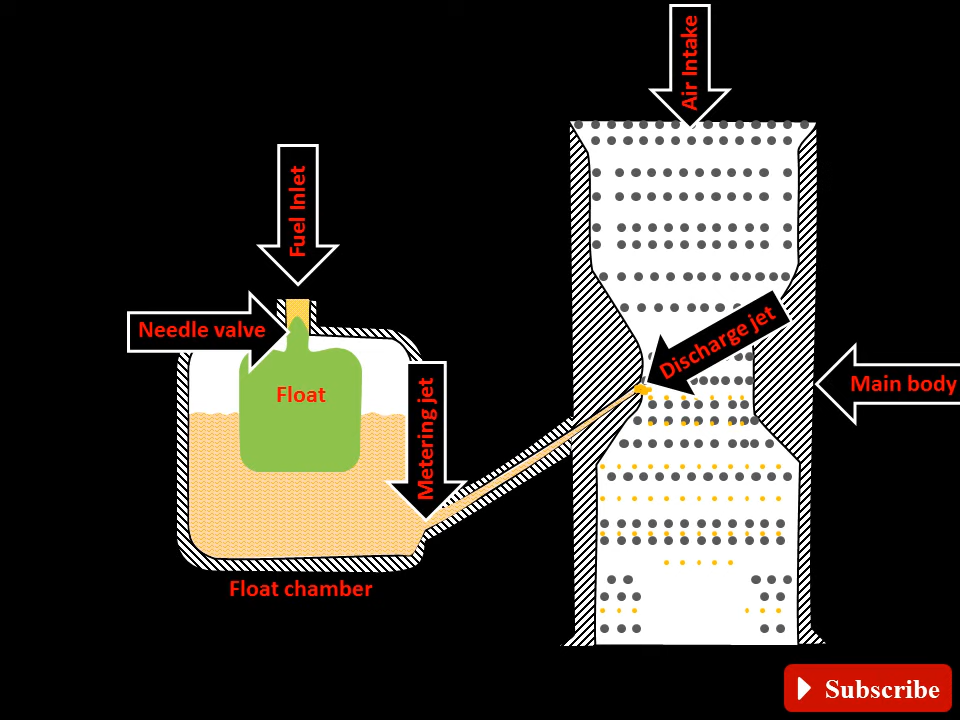 Air Intake
Fuel Inlet
Needle valve
Discharge jet
Float
Metering jet
Main body
Float chamber
Subscribe